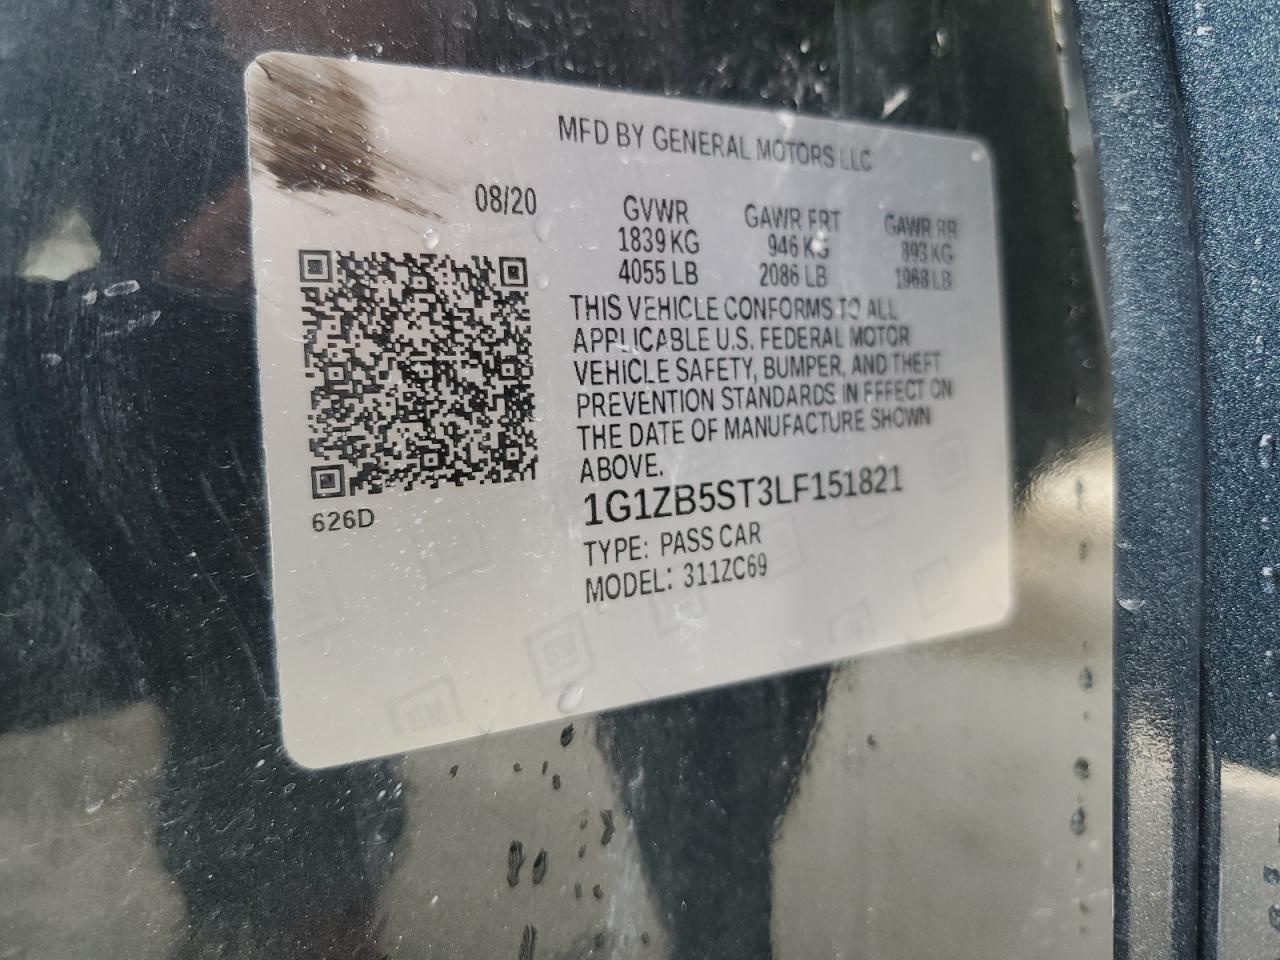 MFD BY GENERAL MOTORS LLC
08/20
GVWR GAWR FRT GAWR RR
1839 KG 946 KG 893 KG
4055 LB 2086 LB 1968 LB
THIS VEHICLE CONFORMS TO ALL
APPLICABLE U.S. FEDERAL MOTOR
VEHICLE SAFETY, BUMPER, AND THEFT
PREVENTION STANDARDS IN EFFECT ON
THE DATE OF MANUFACTURE SHOWN
ABOVE.
1G1ZB5ST3LF151821
626D
TYPE: PASS CAR
MODEL: 311ZC69
GM
GM